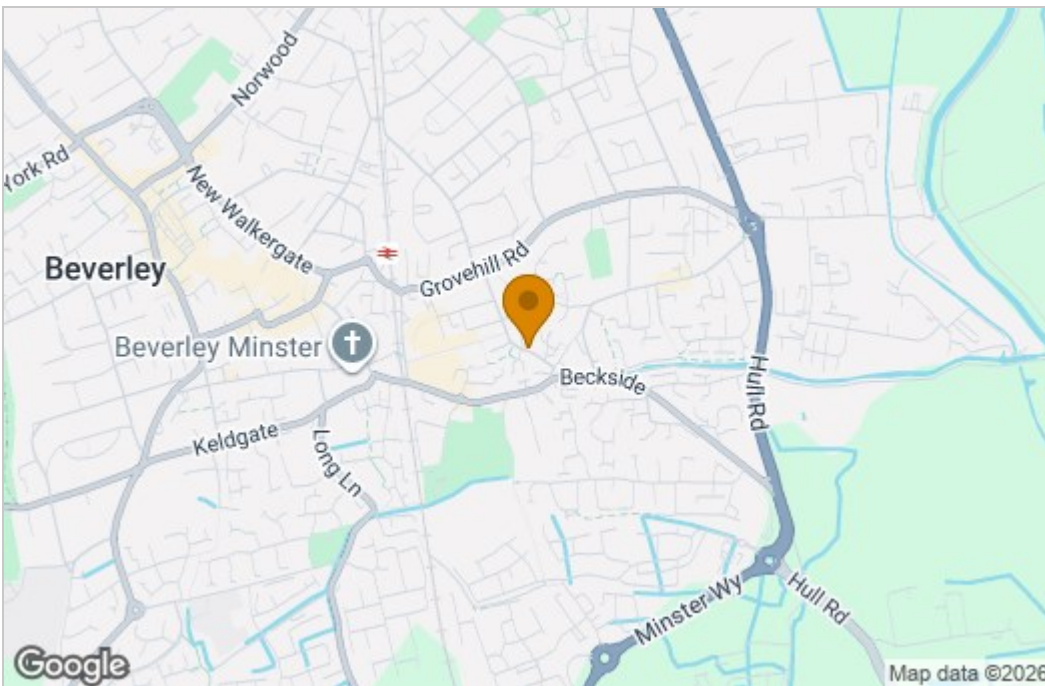 Norwood
York Rd
New Walkergate
Beverley
Grovehill Rd
Beverley Minster
Beckside
Hull Rd
Keldgate
Long Ln
Minster Wy
Hull Rd
Google
Map data ©2026